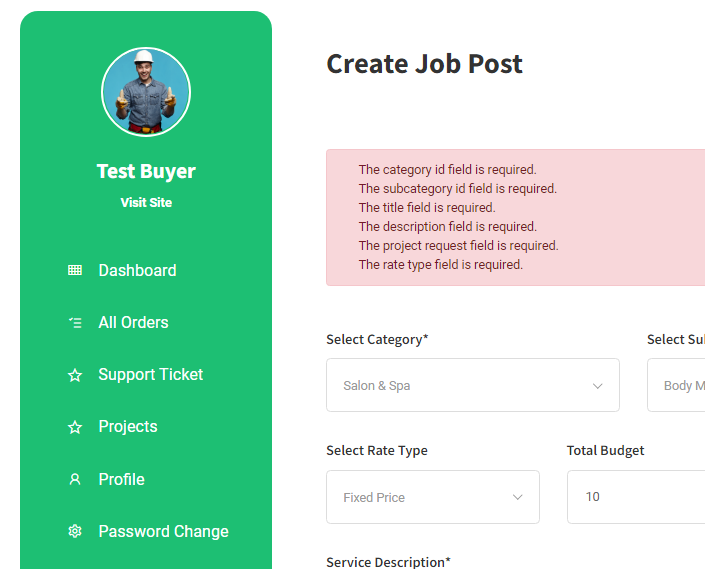 Test Buyer
Visit Site
Dashboard
All Orders
Support Ticket
Projects
Profile
Password Change
Create Job Post
The category id field is required.
The subcategory id field is required.
The title field is required.
The description field is required.
The project request field is required.
The rate type field is required.
Select Category*
Select Su
Salon & Spa
Body M
Select Rate Type
Total Budget
Fixed Price
10
Service Description*